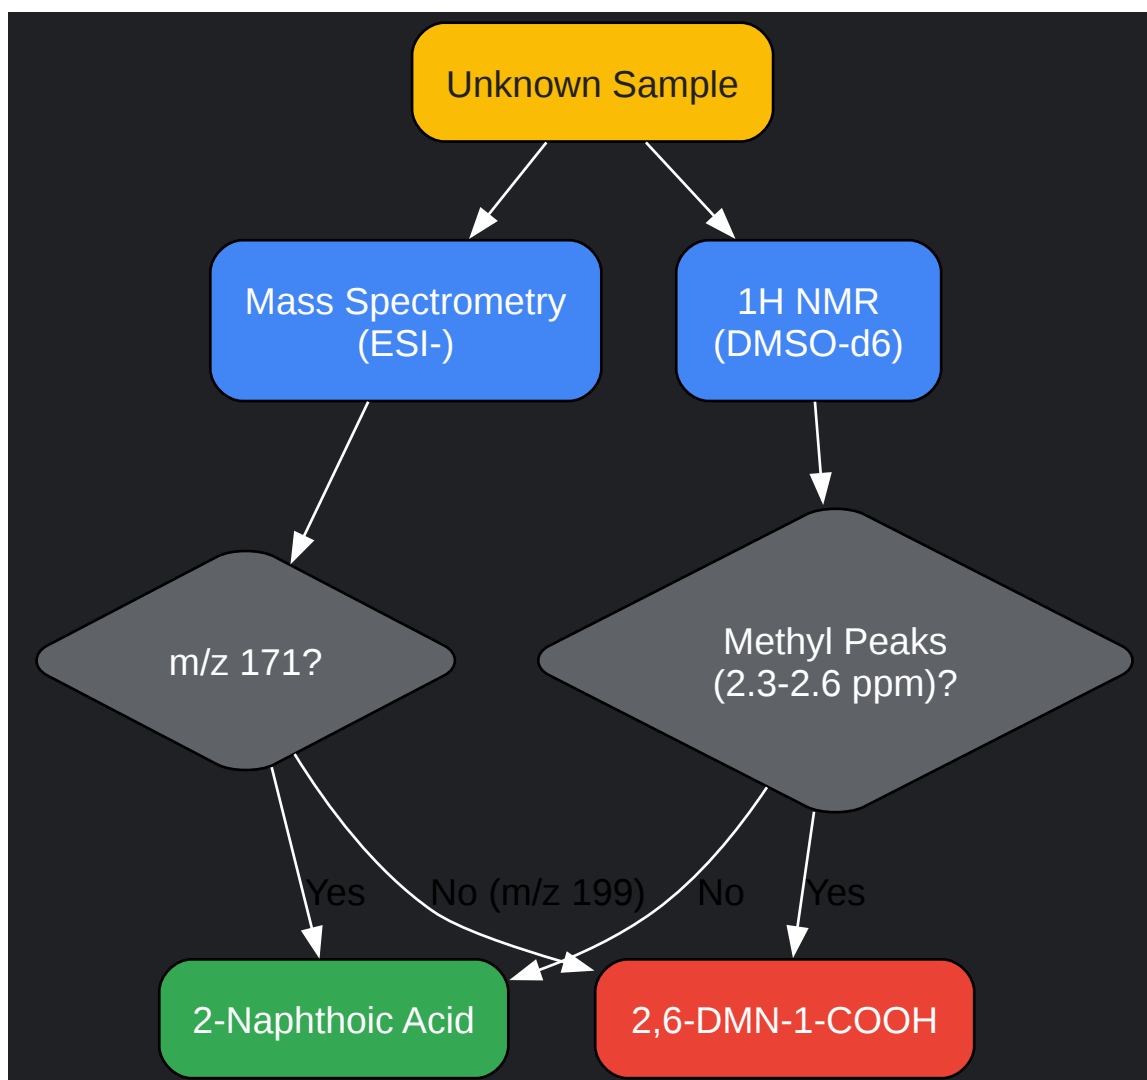 Unknown Sample
Mass Spectrometry
(ESI-)
1H NMR
(DMSO-d6)
m/z 171?
Methyl Peaks
(2.3-2.6 ppm)?
Yes
No (m/z 199)
No
Yes
2-Naphthoic Acid
2,6-DMN-1-COOH